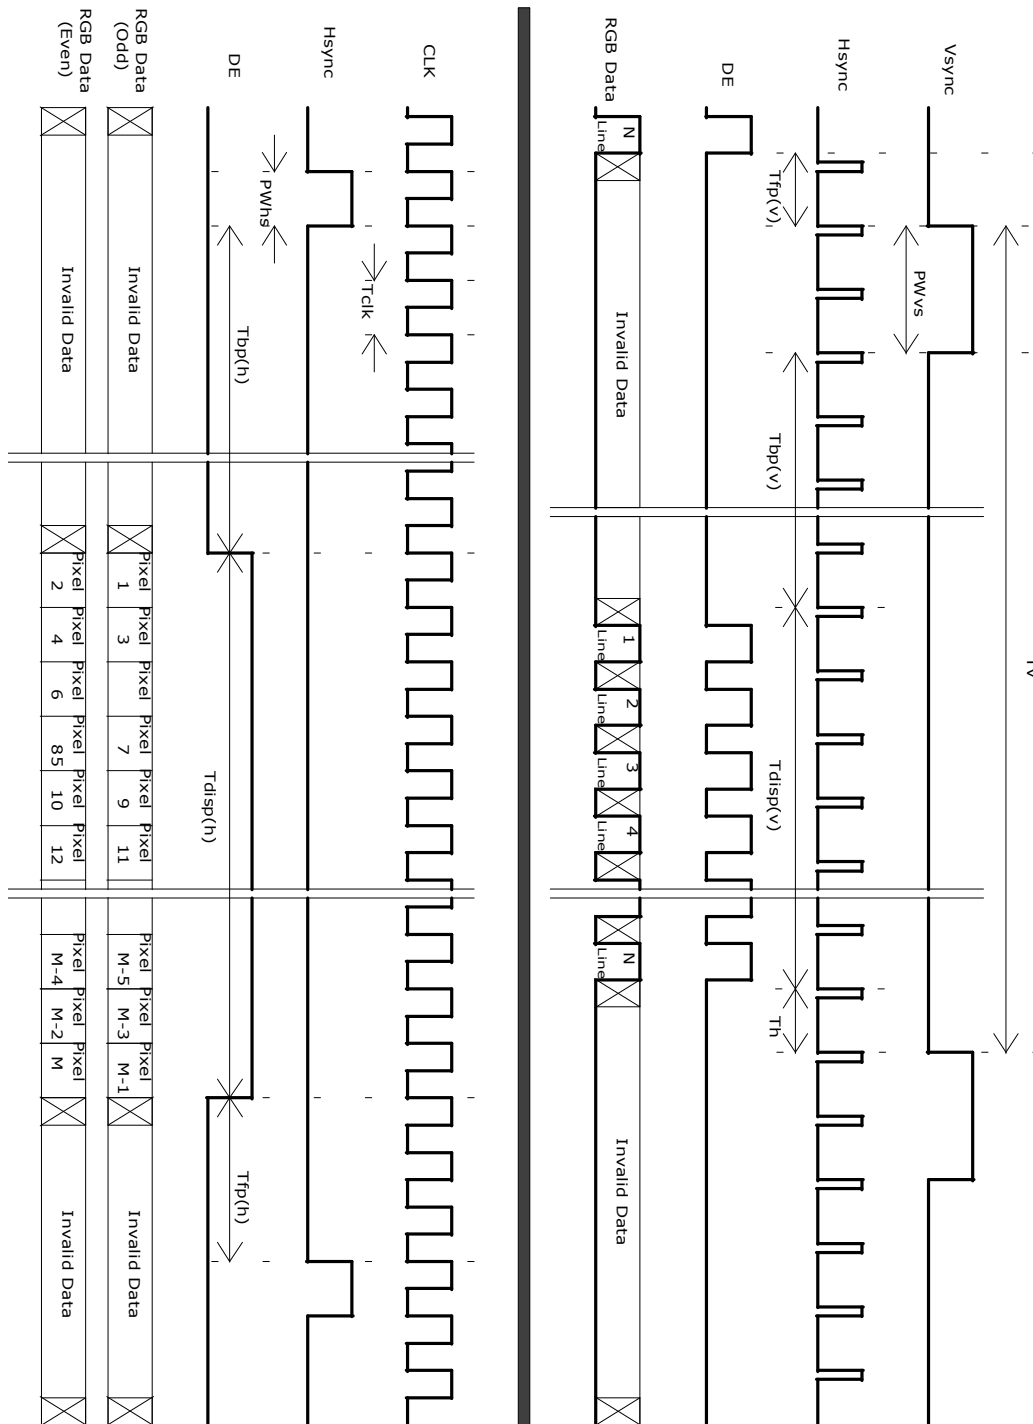 Vsync
Tv
PWvs
Hsync
Tfp(v)
Tbp(v)
Tdisp(v)
Th
DE
RGB Data
Line N
Invalid Data
Line 1
Line 2
Line 3
Line 4
Line N
Invalid Data
CLK
Tclk
Hsync
PWhs
DE
Tbp(h)
Tdisp(h)
Tfp(h)
RGB Data
(Odd)
Invalid Data
Pixel Pixel Pixel Pixel Pixel Pixel
1 3 7 9 11
Pixel Pixel Pixel
M-5 M-3 M-1
Invalid Data
RGB Data
(Even)
Invalid Data
Pixel Pixel Pixel Pixel Pixel Pixel
2 4 6 85 10 12
Pixel Pixel Pixel
M-4 M-2 M
Invalid Data